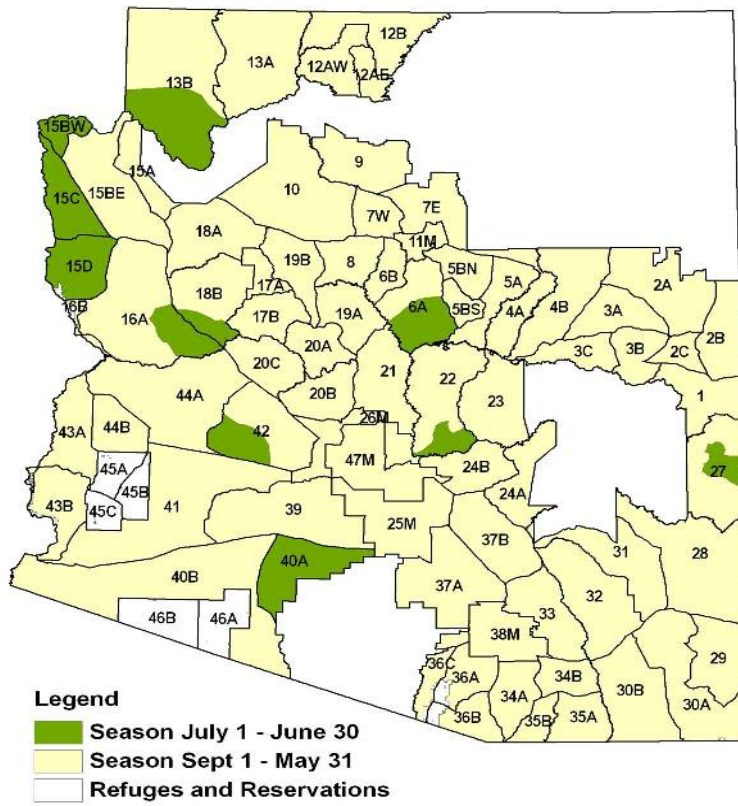 12B
13A
12AW
12AE
13B
15BW
9
15A
10
15BE
15C
7W
7E
18A
11M
19B
8
5BN
15D
6B
5A
2A
17A
18B
16B
6A
5BS
4B
3A
16A
17B
19A
4A
2B
20A
3C
3B
2C
20C
21
22
44A
20B
23
1
26M
43A
44B
42
47M
45A
24B
27
45B
24A
43B
41
39
45C
25M
37B
31
28
40A
40B
37A
32
46B
46A
33
38M
36C
29
36A
34B
34A
30B
36B
35B
35A
30A
Legend
Season July 1 - June 30
Season Sept 1 - May 31
Refuges and Reservations